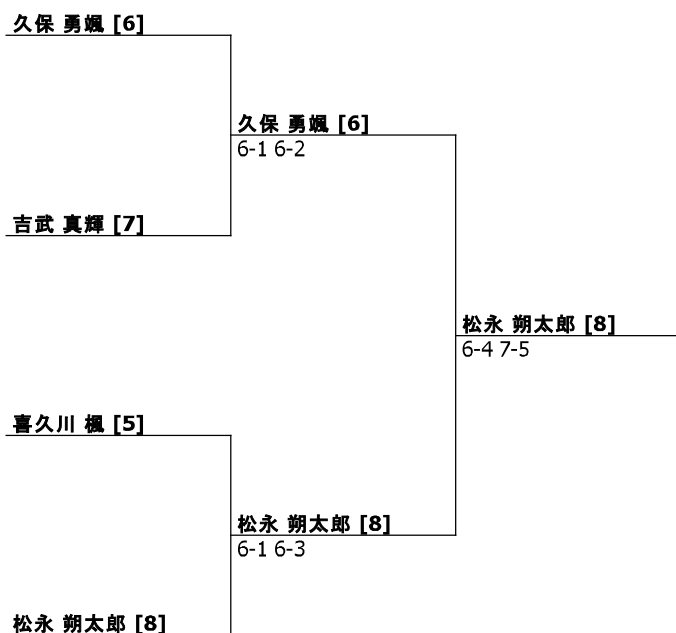 久保 勇颯 [6]
久保 勇颯 [6]
6-1 6-2
吉武 真輝 [7]
松永 朔太郎 [8]
6-4 7-5
喜久川 楓 [5]
松永 朔太郎 [8]
6-1 6-3
松永 朔太郎 [8]